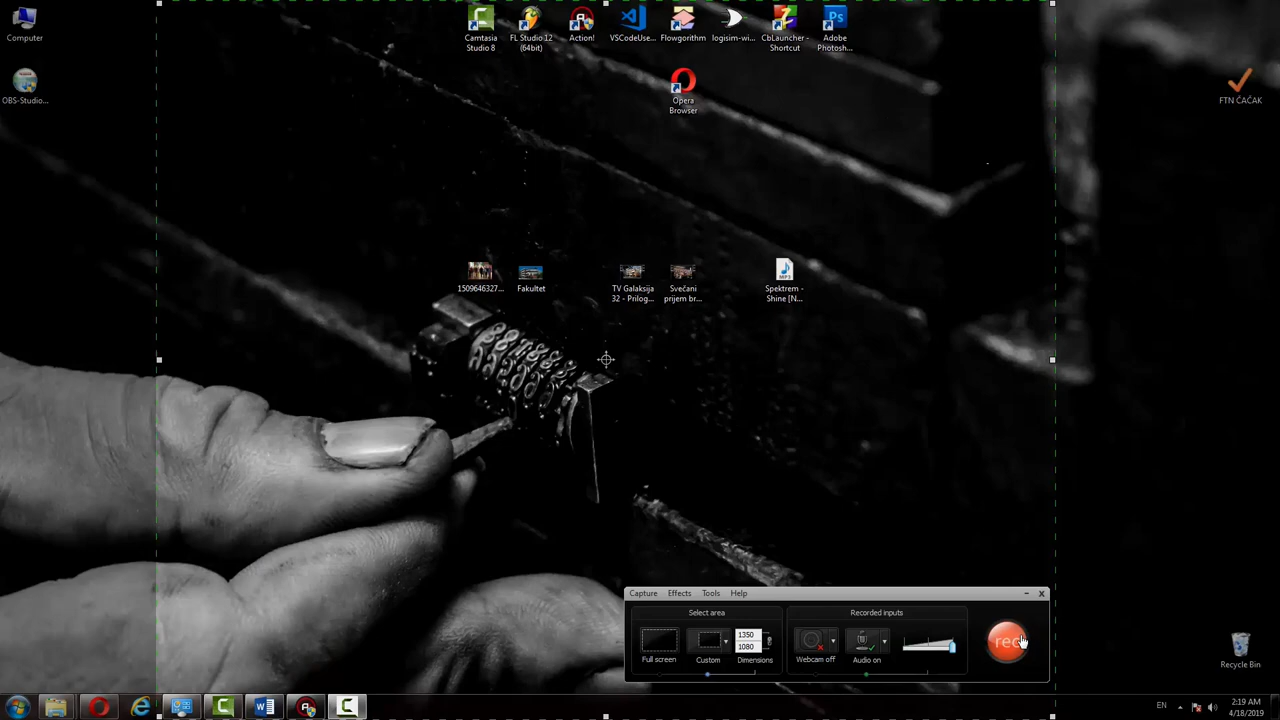 Computer
Camtasia
Studio 8
FL Studio 12
(64bit)
Action!
VSCodeUse...
Flowgorithm
logisim-wi...
CbLauncher -
Shortcut
Adobe
Photosh...
OBS-Studio...
Opera
Browser
FTN ČAČAK
1509646327...
Fakultet
TV Galaksija
32 - Prilog...
Svečani
prijem br...
MP3
Spektrem -
Shine [N...
Capture Effects Tools Help
Select area
Recorded inputs
1350
1080
rec
Full screen
Custom
Dimensions
Webcam off
Audio on
Recycle Bin
EN
2:19 AM
4/18/2019